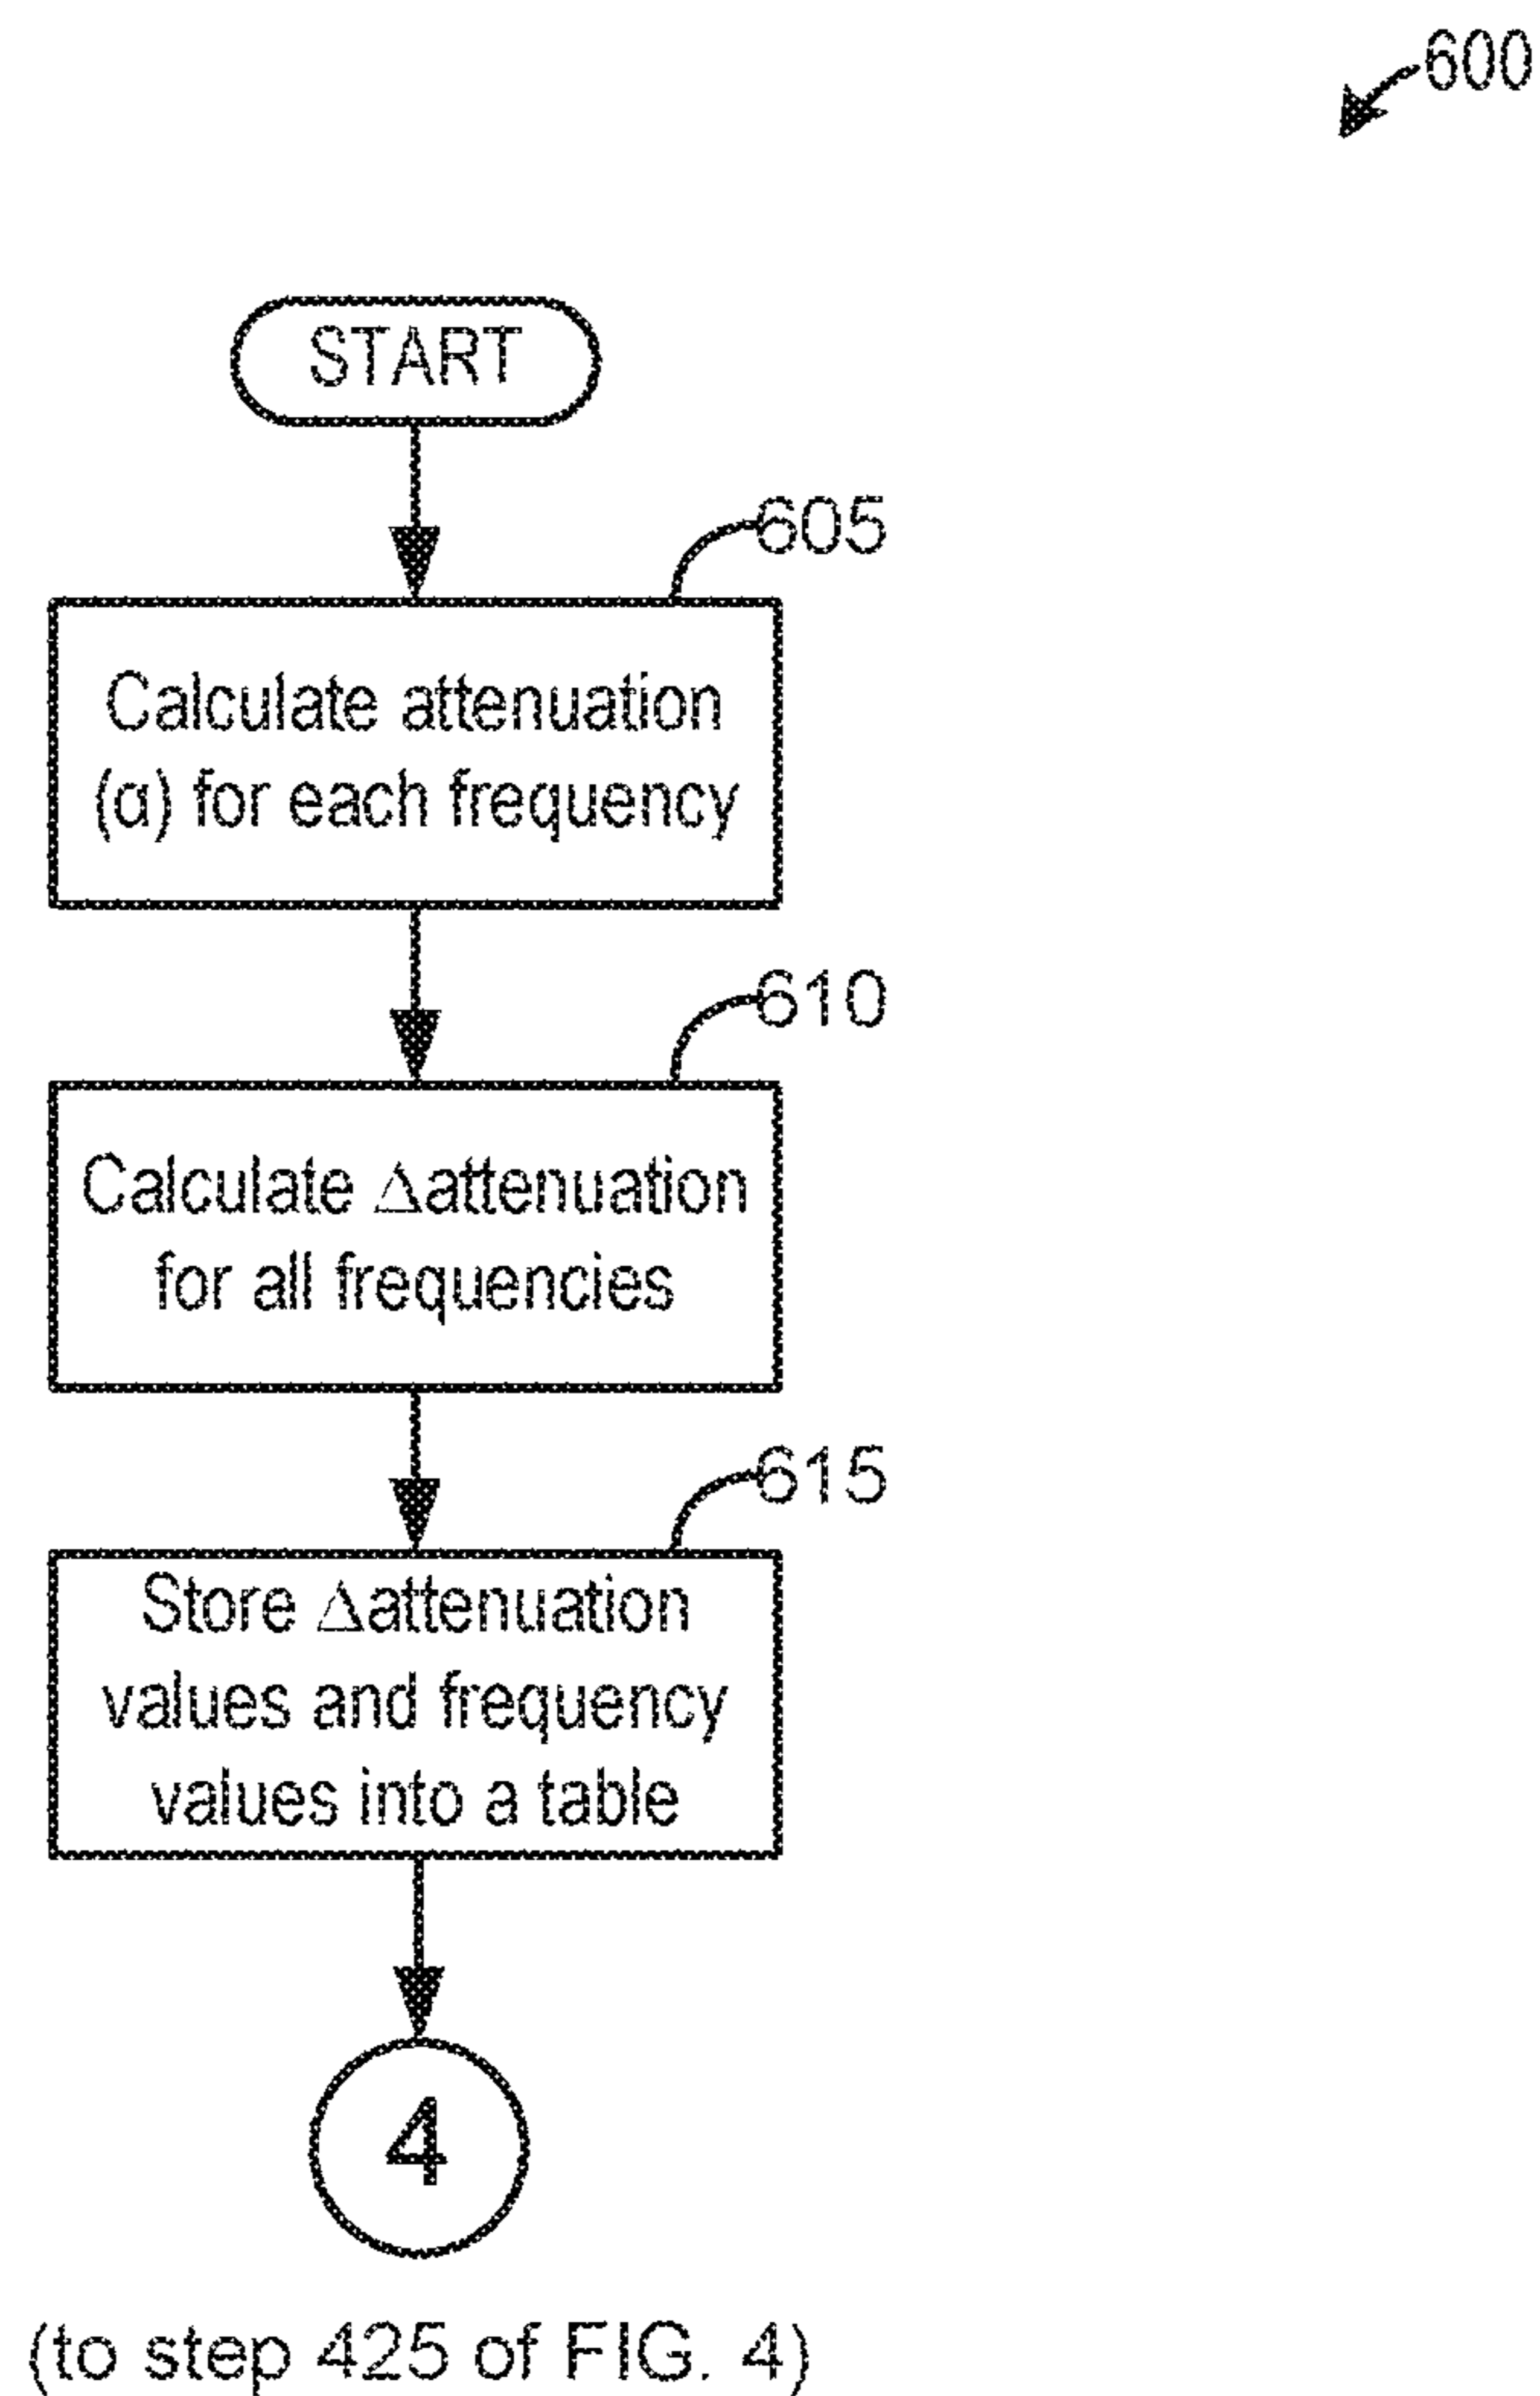 600
START
605
Calculate attenuation
(α) for each frequency
610
Calculate Δattenuation
for all frequencies
615
Store Δattenuation
values and frequency
values into a table
4
(to step 425 of FIG. 4)